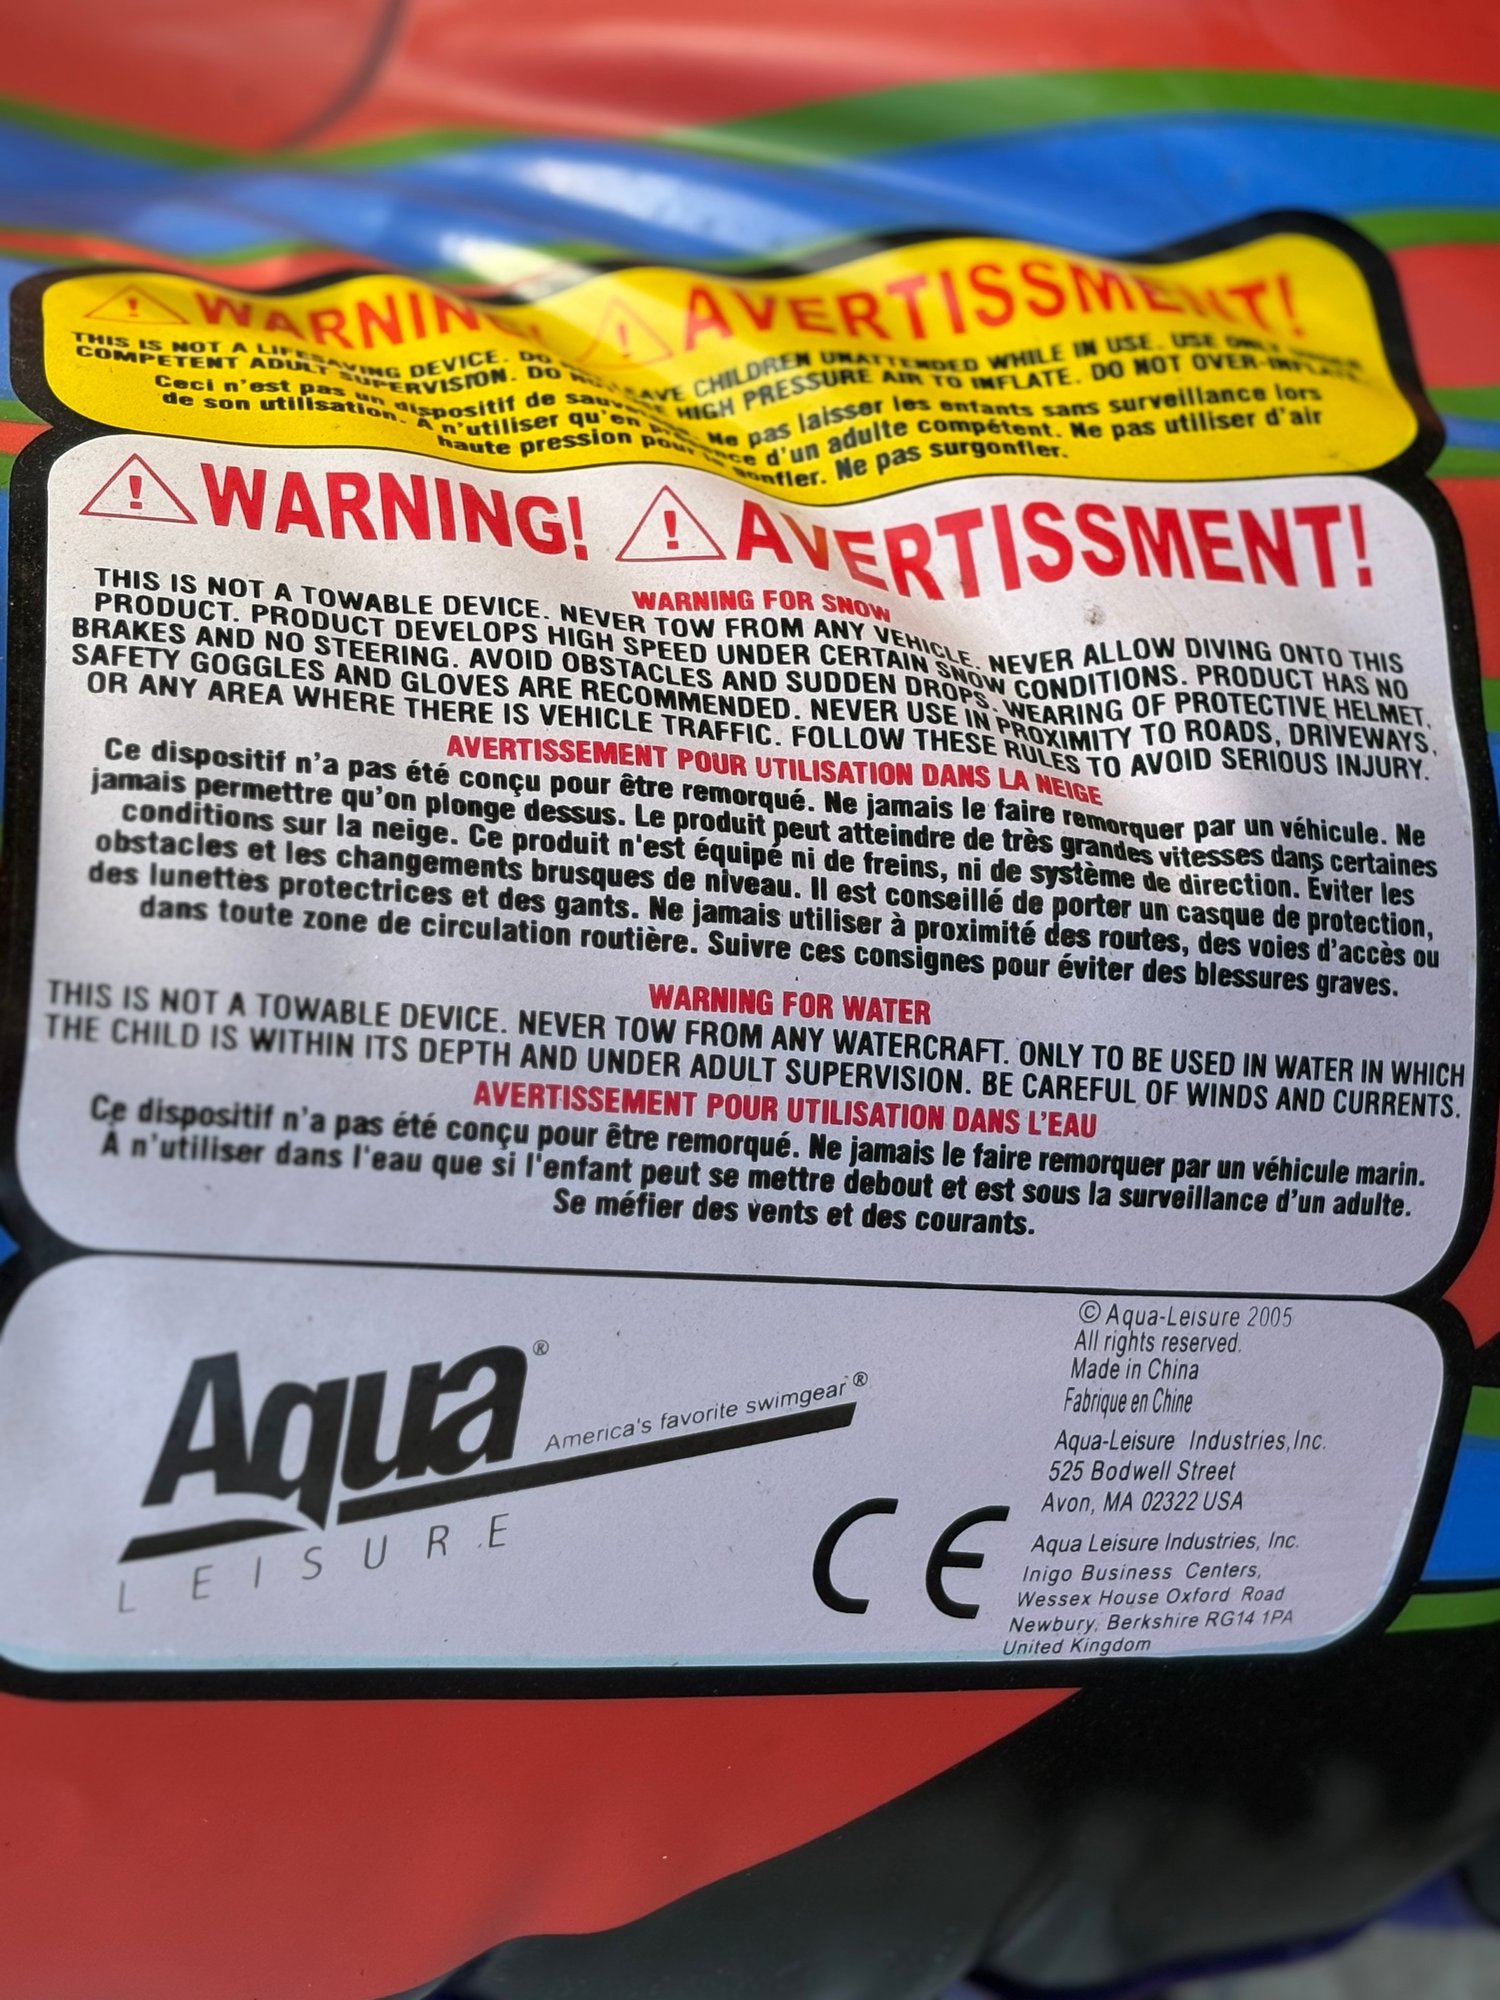 WARNING! AVERTISSMENT!
THIS IS NOT A LIFESAVING DEVICE. DO LEAVE CHILDREN UNATTENDED WHILE IN USE. USE ONLY UNDER
COMPETENT ADULT SUPERVISION. DO HIGH PRESSURE AIR TO INFLATE. DO NOT OVER-INFLATE.
Ceci n'est pas un dispositif de Ne pas laisser les enfants sans surveillance lors
de son utilisation. À n'utiliser qu'en d'un adulte compétent. Ne pas utiliser d'air
haute pression pour gonfler. Ne pas surgonfler.
WARNING! AVERTISSMENT!
WARNING FOR SNOW
THIS IS NOT A TOWABLE DEVICE. NEVER TOW FROM ANY VEHICLE. NEVER ALLOW DIVING ONTO THIS
PRODUCT. PRODUCT DEVELOPS HIGH SPEED UNDER CERTAIN SNOW CONDITIONS. PRODUCT HAS NO
BRAKES AND NO STEERING. AVOID OBSTACLES AND SUDDEN DROPS. WEARING OF PROTECTIVE HELMET,
SAFETY GOGGLES AND GLOVES ARE RECOMMENDED. NEVER USE IN PROXIMITY TO ROADS, DRIVEWAYS,
OR ANY AREA WHERE THERE IS VEHICLE TRAFFIC. FOLLOW THESE RULES TO AVOID SERIOUS INJURY.
AVERTISSEMENT POUR UTILISATION DANS LA NEIGE
Ce dispositif n'a pas été conçu pour être remorqué. Ne jamais le faire remorquer par un véhicule. Ne
jamais permettre qu'on plonge dessus. Le produit peut atteindre de très grandes vitesses dans certaines
conditions sur la neige. Ce produit n'est équipé ni de freins, ni de système de direction. Éviter les
obstacles et les changements brusques de niveau. Il est conseillé de porter un casque de protection,
des lunettes protectrices et des gants. Ne jamais utiliser à proximité des routes, des voies d'accès ou
dans toute zone de circulation routière. Suivre ces consignes pour éviter des blessures graves.
WARNING FOR WATER
THIS IS NOT A TOWABLE DEVICE. NEVER TOW FROM ANY WATERCRAFT. ONLY TO BE USED IN WATER IN WHICH
THE CHILD IS WITHIN ITS DEPTH AND UNDER ADULT SUPERVISION. BE CAREFUL OF WINDS AND CURRENTS.
AVERTISSEMENT POUR UTILISATION DANS L'EAU
Ce dispositif n'a pas été conçu pour être remorqué. Ne jamais le faire remorquer par un véhicule marin.
À n'utiliser dans l'eau que si l'enfant peut se mettre debout et est sous la surveillance d'un adulte.
Se méfier des vents et des courants.
Aqua®
America's favorite swimgear®
LEISURE
CE
© Aqua-Leisure 2005
All rights reserved.
Made in China
Fabrique en Chine
Aqua-Leisure Industries, Inc.
525 Bodwell Street
Avon, MA 02322 USA
Aqua Leisure Industries, Inc.
Inigo Business Centers,
Wessex House Oxford Road
Newbury, Berkshire RG14 1PA
United Kingdom